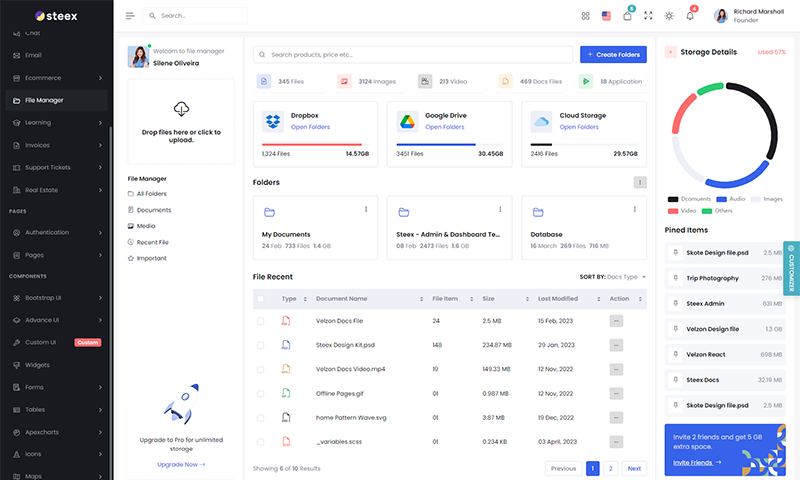 steex
Search...
6
4
Richard Marshall
Founder
Chat
Email
Ecommerce
File Manager
Learning
Invoices
Support Tickets
Real Estate
PAGES
Authentication
Pages
COMPONENTS
Bootstrap UI
Advance UI
Custom UI
Custom
Widgets
Forms
Tables
Apexcharts
Icons
Maps
Welcom to file manager
Silene Oliveira
Drop files here or click to
upload.
File Manager
All Folders
Documents
Media
Recent File
Important
Upgrade to Pro for unlimited
storage
Upgrade Now →
Search products, price etc...
+ Create Folders
345 Files
3124 Images
213 Video
469 Docs Files
18 Application
Dropbox
Open Folders
1,324 Files 14.57GB
Google Drive
Open Folders
3451 Files 30.45GB
Cloud Storage
Open Folders
2416 Files 29.57GB
Folders
My Documents
24 Feb 733 Files 1.4 GB
Steex - Admin & Dashboard Te...
08 Feb 2473 Files 1.6 GB
Database
16 March 269 Files 716 MB
File Recent
SORT BY: Docs Type
Type Document Name File Item Size Last Modified Action
Velzon Docs File 24 2.5 MB 15 Feb, 2023
Steex Design Kit.psd 148 234.87 MB 29 Jan, 2023
Velzon Docs Video.mp4 19 149.33 MB 12 Nov, 2022
Offline Pages.gif 01 0.987 MB 12 Nov, 2022
home Pattern Wave.svg 01 3.87 MB 19 Dec, 2022
_variables.scss 01 0.234 KB 03 April, 2023
Showing 6 of 10 Results
Previous 1 2 Next
Storage Details
Used 57%
Dcomuents Audio Images
Video Others
Pined Items
Skote Design file.psd 2.5 MB
Trip Photography 276 MB
Steex Admin 631 MB
Velzon Design file 1.3 GB
Velzon React 698 MB
Steex Docs 32.19 MB
Skote Design file.psd 2.5 MB
Invite 2 friends and get 5 GB
extra space.
Invite Friends →
CUSTOMIZER